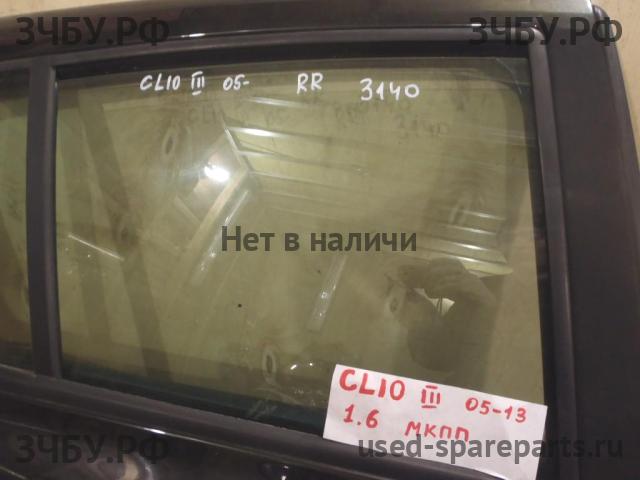 ЗЧБУ.РФ ЗЧБУ.РФ
CLIO III 05- RR 3140
Нет в наличи
CLIO III 05-13
1.6 МКПП
ЗЧБУ.РФ
used-spareparts.ru